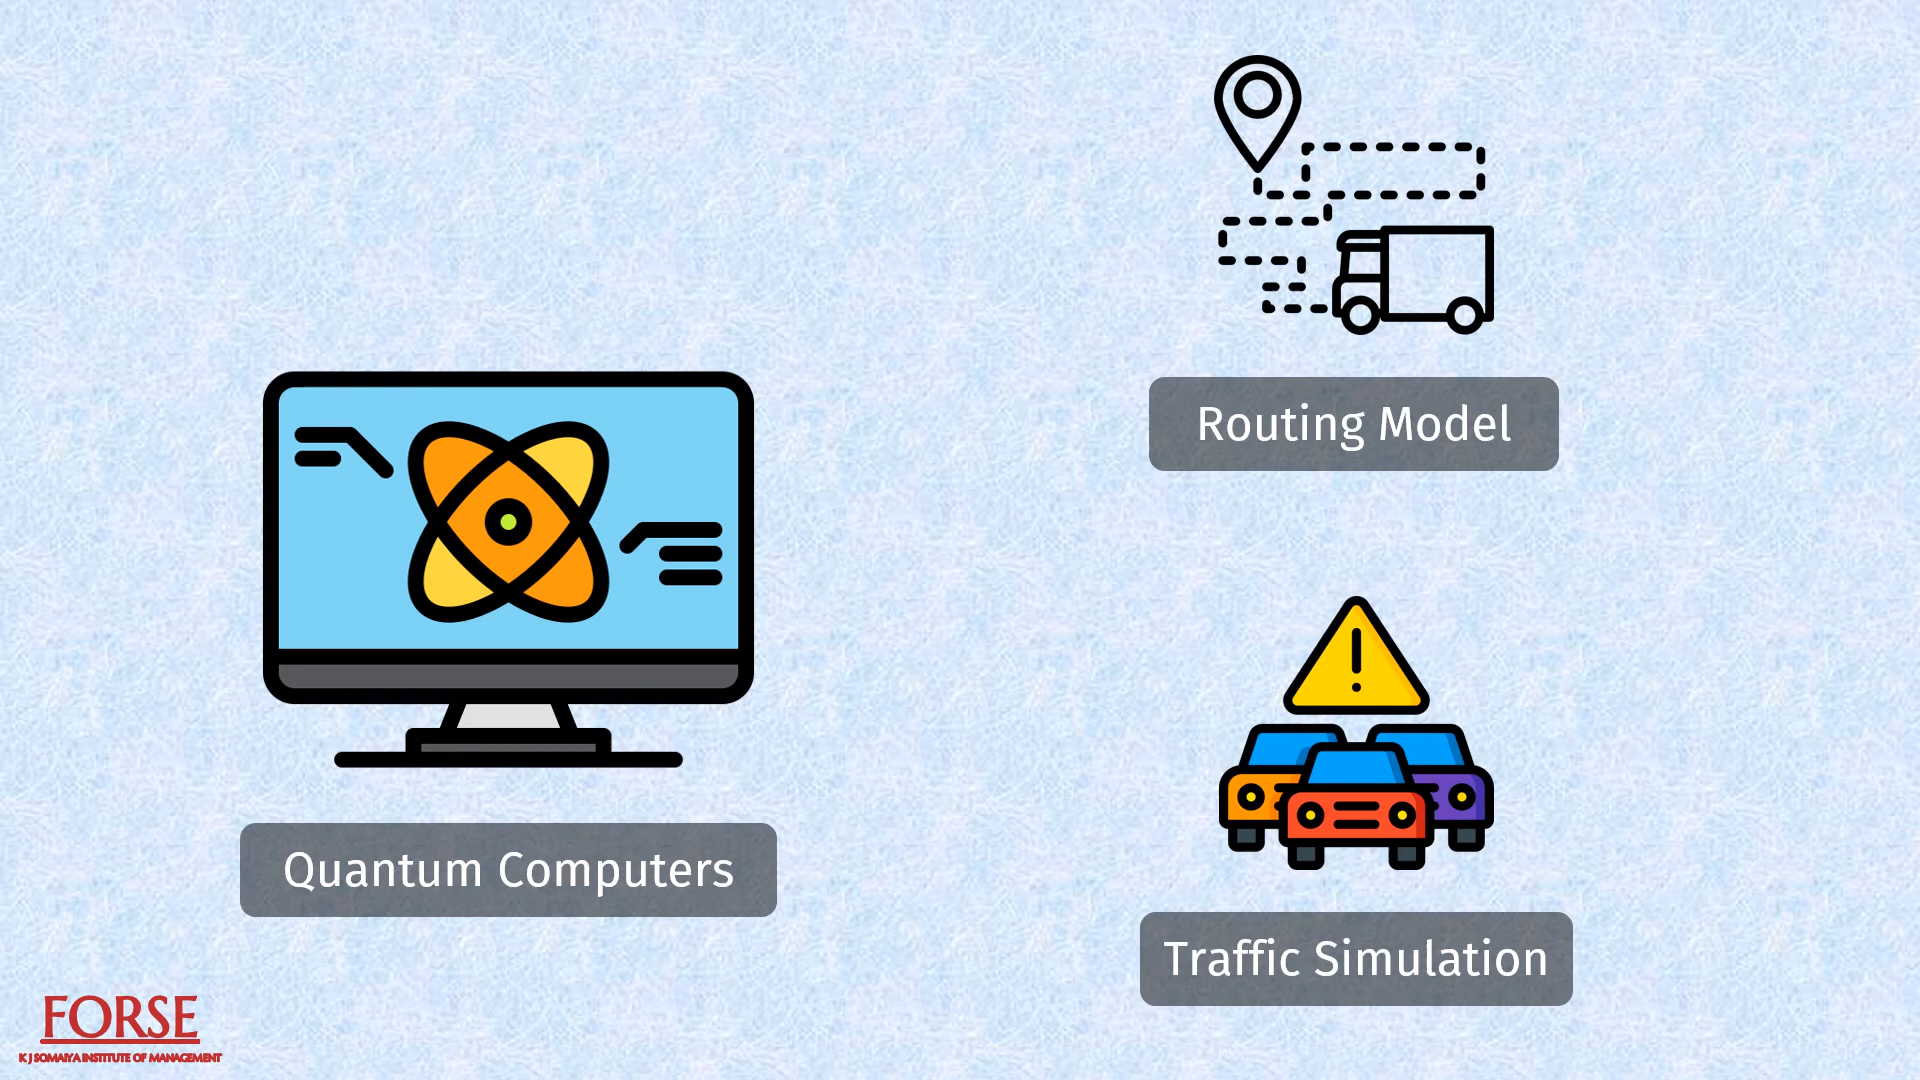 Routing Model
Quantum Computers
Traffic Simulation
FORSE
K J SOMAIYA INSTITUTE OF MANAGEMENT